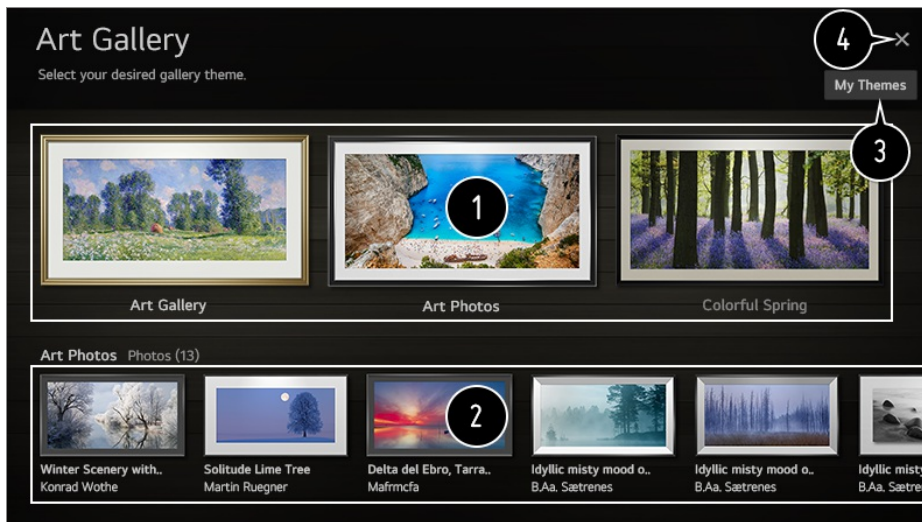 Art Gallery
4
Select your desired gallery theme.
My Themes
3
1
Art Gallery
Art Photos
Colorful Spring
Art Photos Photos (13)
2
Winter Scenery with..
Solitude Lime Tree
Delta del Ebro, Tarra..
Idyllic misty mood o..
Idyllic misty mood o..
Idyllic misty
Konrad Wothe
Martin Ruegner
Mafrmcfa
B.Aa. Sætrenes
B.Aa. Sætrenes
B.Aa. Sætre